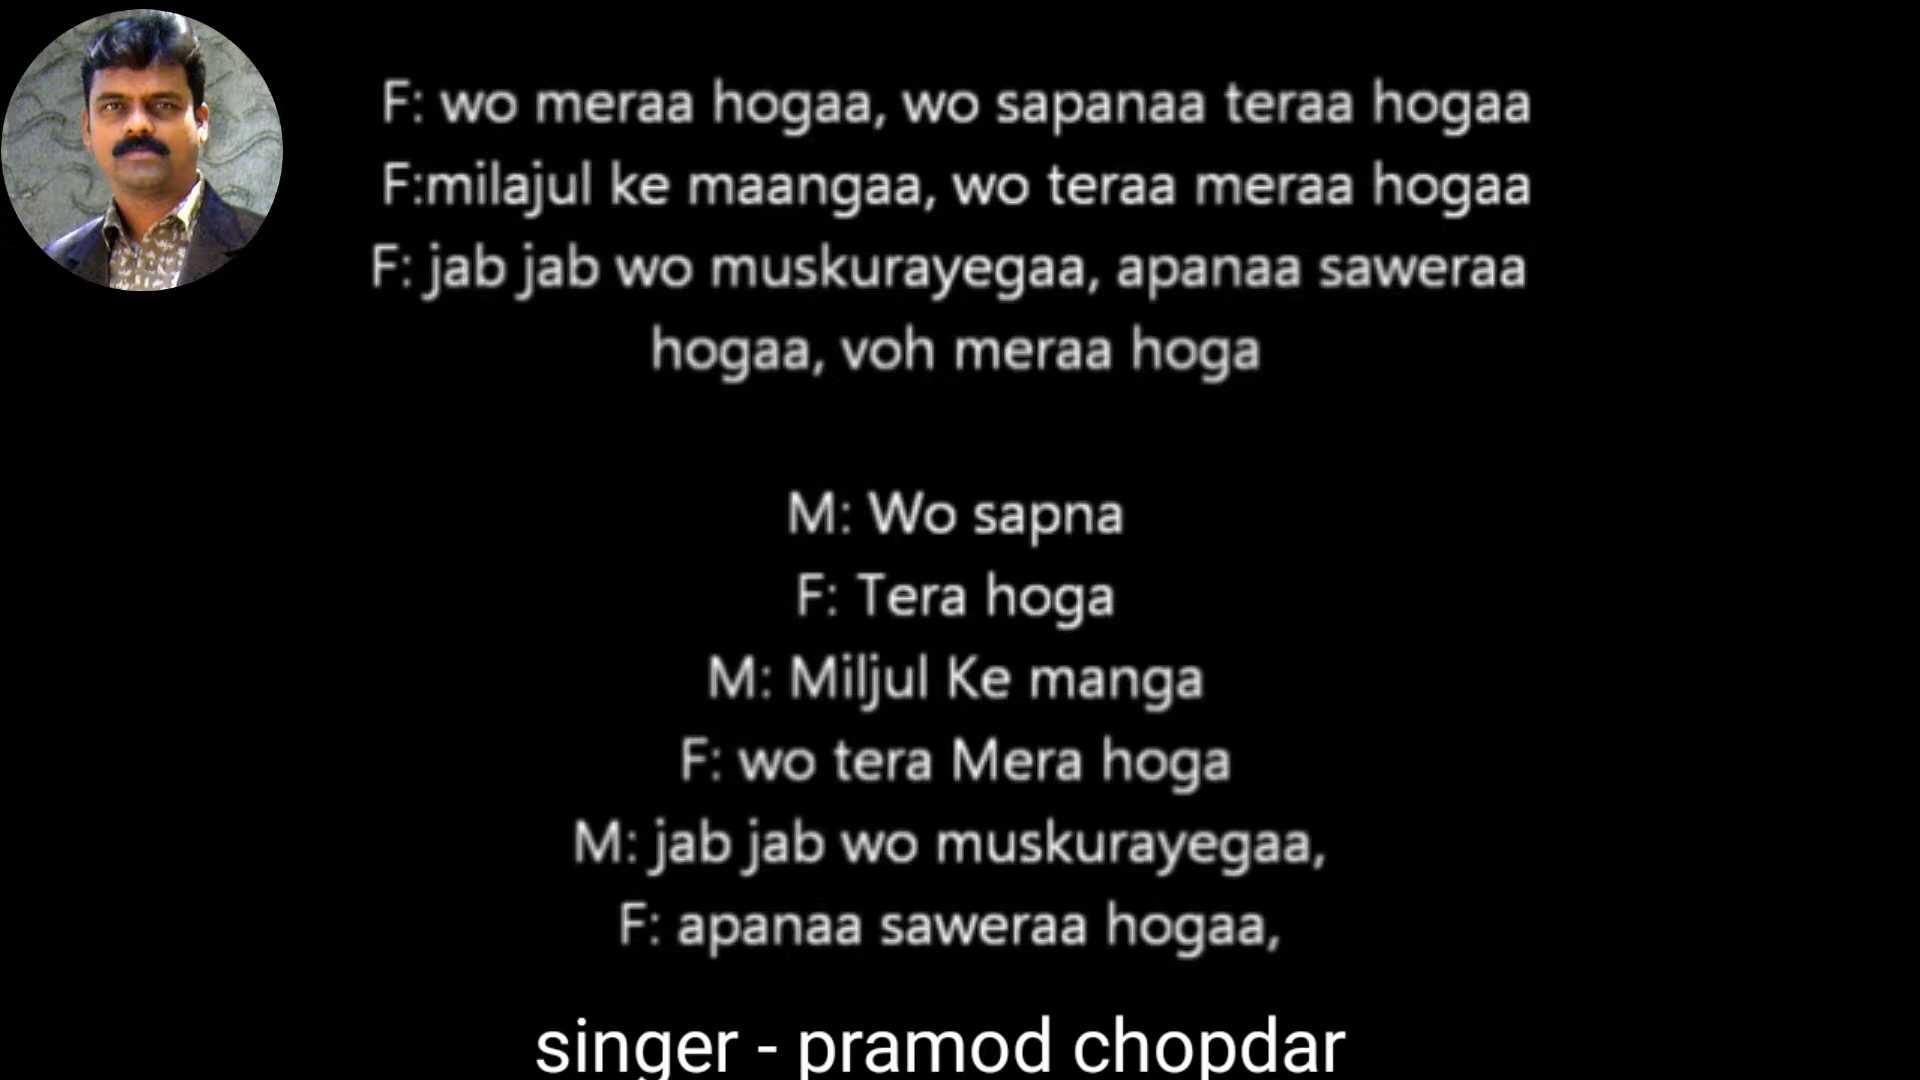 F: wo meraa hogaa, wo sapanaa teraa hogaa
F:milajul ke maangaa, wo teraa meraa hogaa
F: jab jab wo muskurayegaa, apanaa saweraa
hogaa, voh meraa hoga
M: Wo sapna
F: Tera hoga
M: Miljul Ke manga
F: wo tera Mera hoga
M: jab jab wo muskurayegaa,
F: apanaa saweraa hogaa,
singer - pramod chopdar